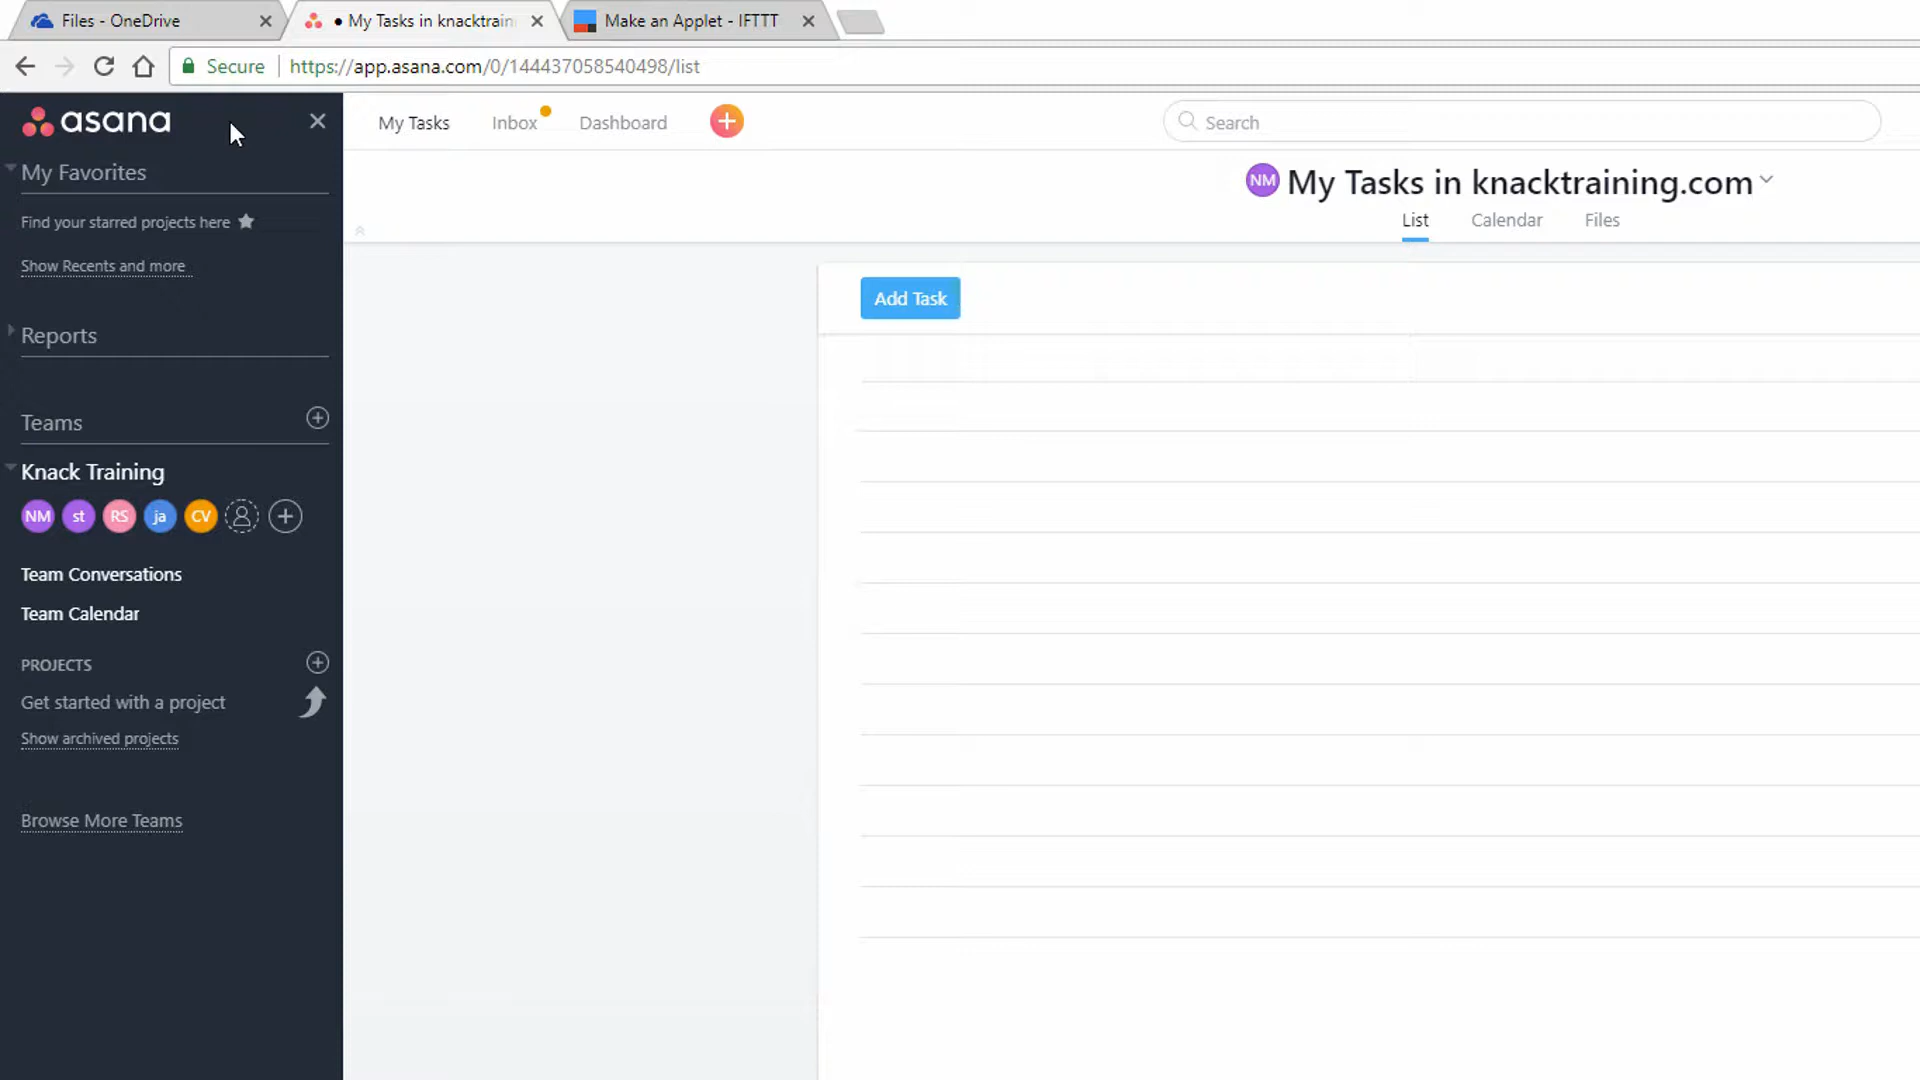 Files - OneDrive
• My Tasks in knacktrain
Make an Applet - IFTTT
Secure
https://app.asana.com/0/144437058540498/list
asana
My Tasks
Inbox
Dashboard
Search
My Favorites
Find your starred projects here
Show Recents and more
Reports
Teams
Knack Training
NM st RS ja CV
Team Conversations
Team Calendar
PROJECTS
Get started with a project
Show archived projects
Browse More Teams
NM My Tasks in knacktraining.com
List
Calendar
Files
Add Task